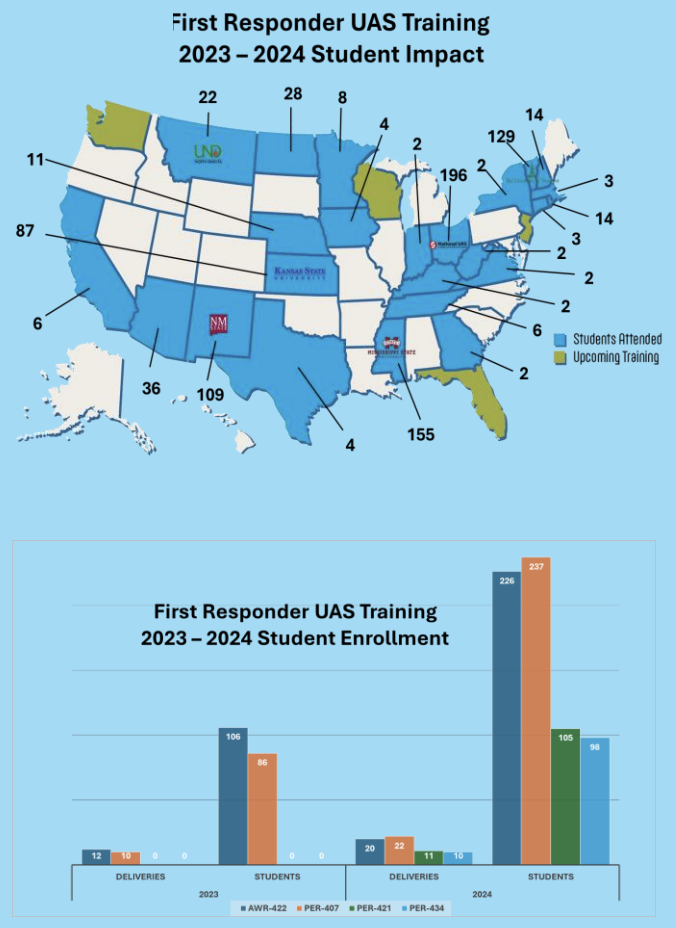 First Responder UAS Training
2023 – 2024 Student Impact
22
28
8
4
2
196
129
14
2
3
14
3
2
2
2
6
2
11
87
6
36
109
4
155
UND
KANSAS STATE
UNIVERSITY
NM
STATE
MISSISSIPPI STATE
Students Attended
Upcoming Training
First Responder UAS Training
2023 – 2024 Student Enrollment
12
10
0
0
106
86
0
0
20
22
11
10
226
237
105
98
DELIVERIES
STUDENTS
DELIVERIES
STUDENTS
2023
2024
AWR-422 PER-407 PER-421 PER-434